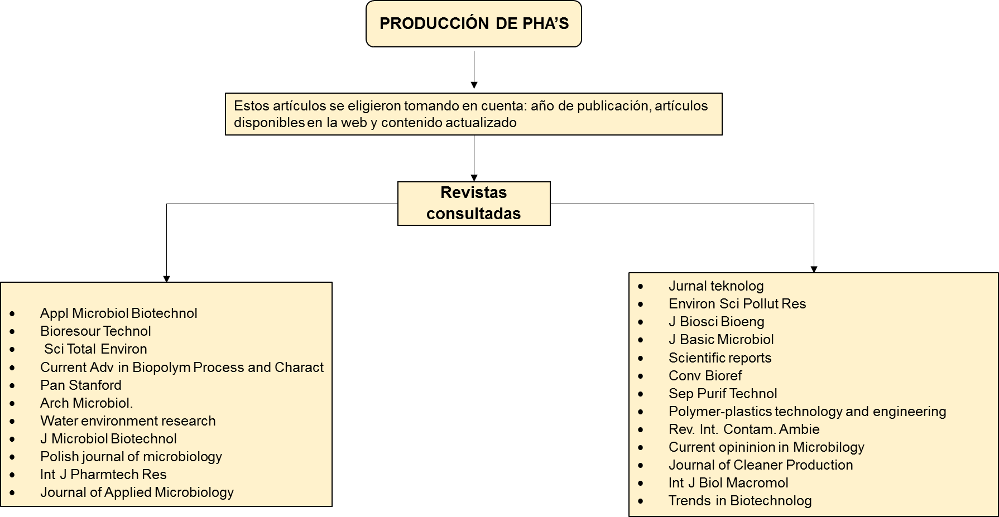 PRODUCCIÓN DE PHA’S
Estos artículos se eligieron tomando en cuenta: año de publicación, artículos
disponibles en la web y contenido actualizado
Revistas
consultadas
• Appl Microbiol Biotechnol
• Bioresour Technol
• Sci Total Environ
• Current Adv in Biopolym Process and Charact
• Pan Stanford
• Arch Microbiol.
• Water environment research
• J Microbiol Biotechnol
• Polish journal of microbiology
• Int J Pharmtech Res
• Journal of Applied Microbiology
• Jurnal teknolog
• Environ Sci Pollut Res
• J Biosci Bioeng
• J Basic Microbiol
• Scientific reports
• Conv Bioref
• Sep Purif Technol
• Polymer-plastics technology and engineering
• Rev. Int. Contam. Ambie
• Current opininion in Microbilogy
• Journal of Cleaner Production
• Int J Biol Macromol
• Trends in Biotechnolog